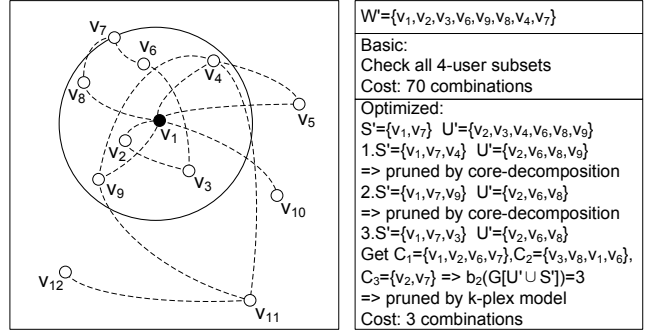 v7
v6
v4
v8
v5
v1
v2
v3
v9
v10
v12
v11
W'={v1,v2,v3,v6,v9,v8,v4,v7}
Basic:
Check all 4-user subsets
Cost: 70 combinations
Optimized:
S'={v1,v7} U'={v2,v3,v4,v6,v8,v9}
1.S'={v1,v7,v4} U'={v2,v6,v8,v9}
=> pruned by core-decomposition
2.S'={v1,v7,v9} U'={v2,v6,v8}
=> pruned by core-decomposition
3.S'={v1,v7,v3} U'={v2,v6,v8}
Get C1={v1,v2,v6,v7},C2={v3,v8,v1,v6},
C3={v2,v7} => b2(G[U'∪S'])=3
=> pruned by k-plex model
Cost: 3 combinations